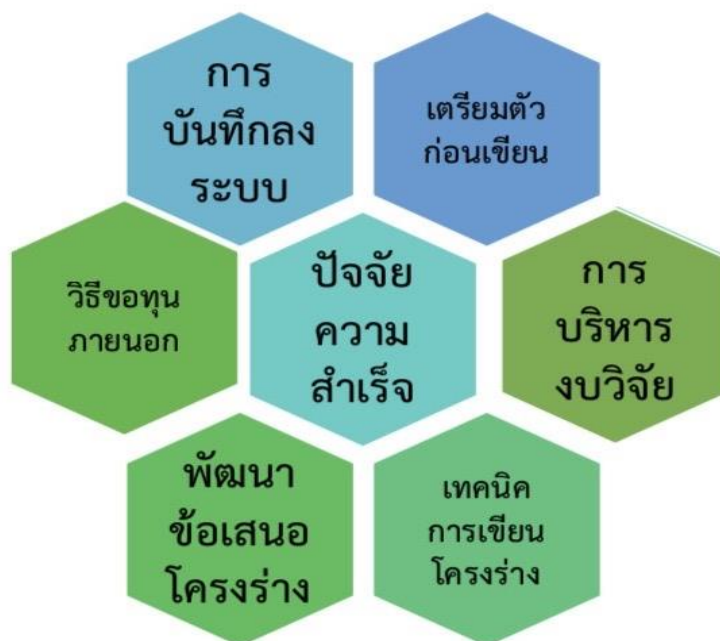 การ
บันทึกลง
ระบบ
เตรียมตัว
ก่อนเขียน
วิธีขอทุน
ภายนอก
ปัจจัย
ความ
สำเร็จ
การ
บริหาร
งบวิจัย
พัฒนา
ข้อเสนอ
โครงร่าง
เทคนิค
การเขียน
โครงร่าง